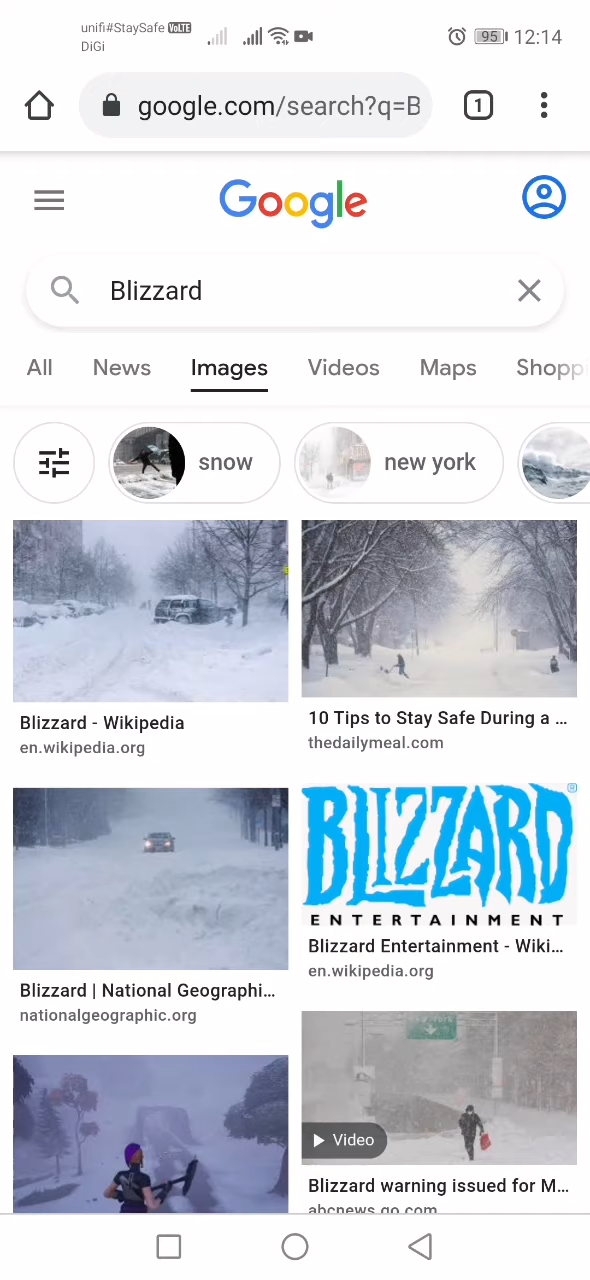 unifi#StaySafe VoLTE
DiGi
95
12:14
google.com/search?q=B
1
Google
Blizzard
All News Images Videos Maps Shopp
snow
new york
Blizzard - Wikipedia
en.wikipedia.org
10 Tips to Stay Safe During a ...
thedailymeal.com
Blizzard | National Geographi...
nationalgeographic.org
BLIZZARD
ENTERTAINMENT
Blizzard Entertainment - Wiki...
en.wikipedia.org
Video
Blizzard warning issued for M...
abcnews.go.com